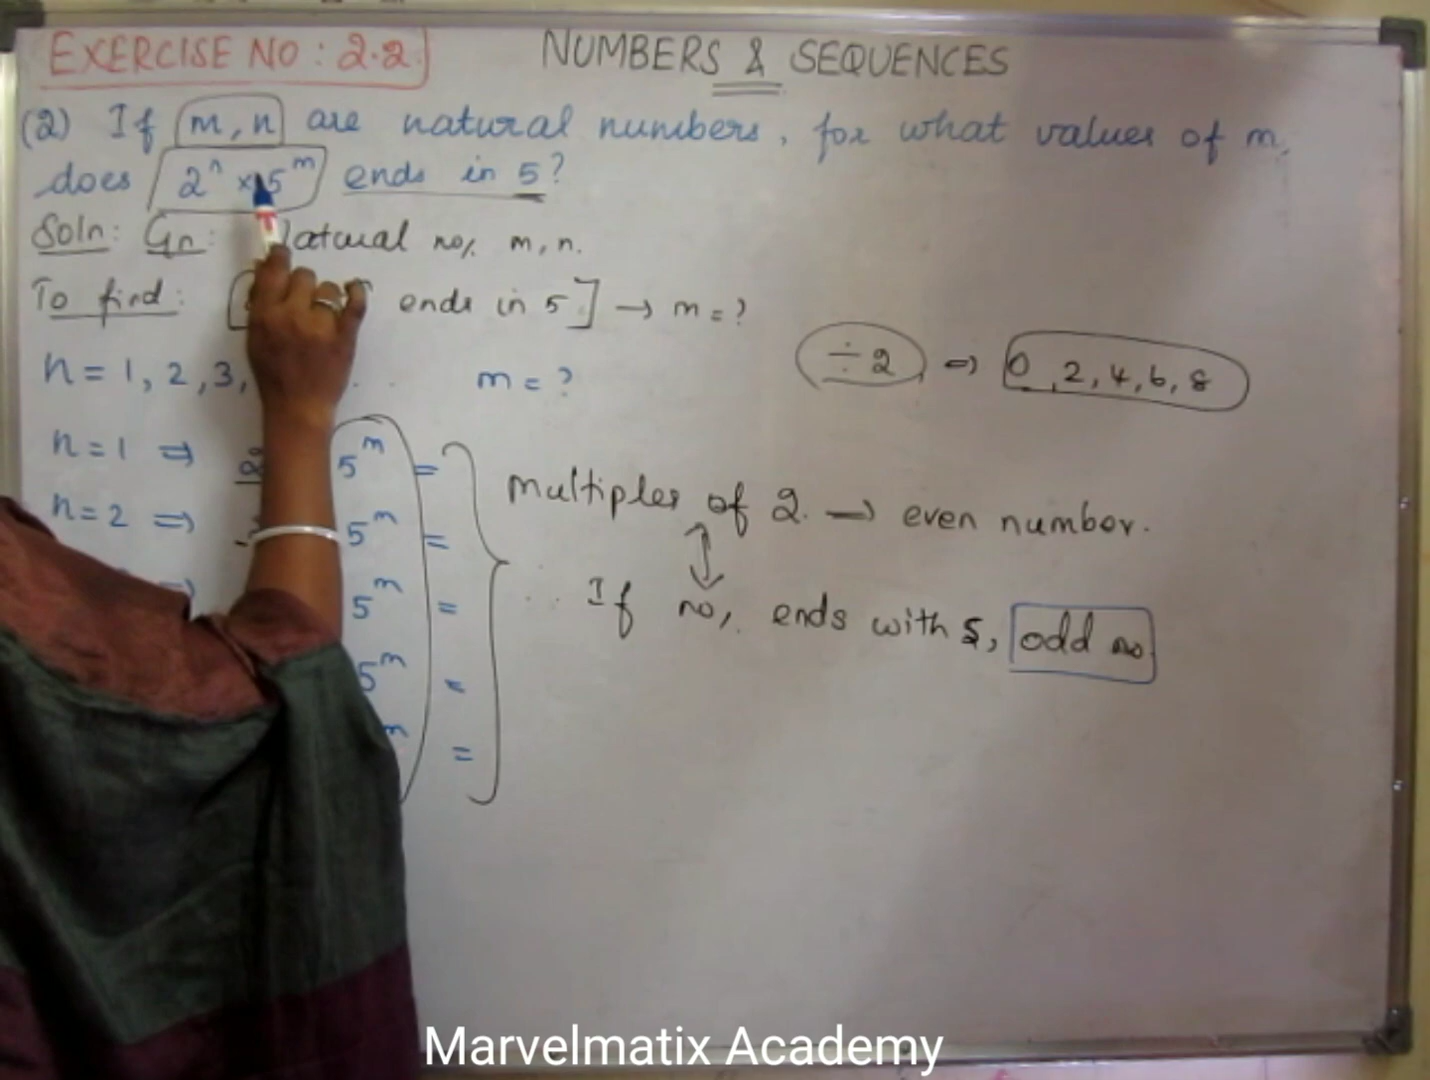 EXERCISE NO : 2.2
NUMBERS & SEQUENCES
(2) If m, n are natural numbers, for what values of m,
does 2ⁿ × 5ᵐ ends in 5?
Soln: Gn: Natural no/. m, n.
To find: [ ends in 5] → m = ?
n = 1, 2, 3, . . m = ?
÷ 2 ⇒ 0, 2, 4, 6, 8
n = 1 ⇒ 2 5ᵐ =
n = 2 ⇒ 5ᵐ =
5ᵐ =
5ᵐ =
m =
Multiples of 2. → even number.
If no/. ends with 5, odd no.
Marvelmatix Academy